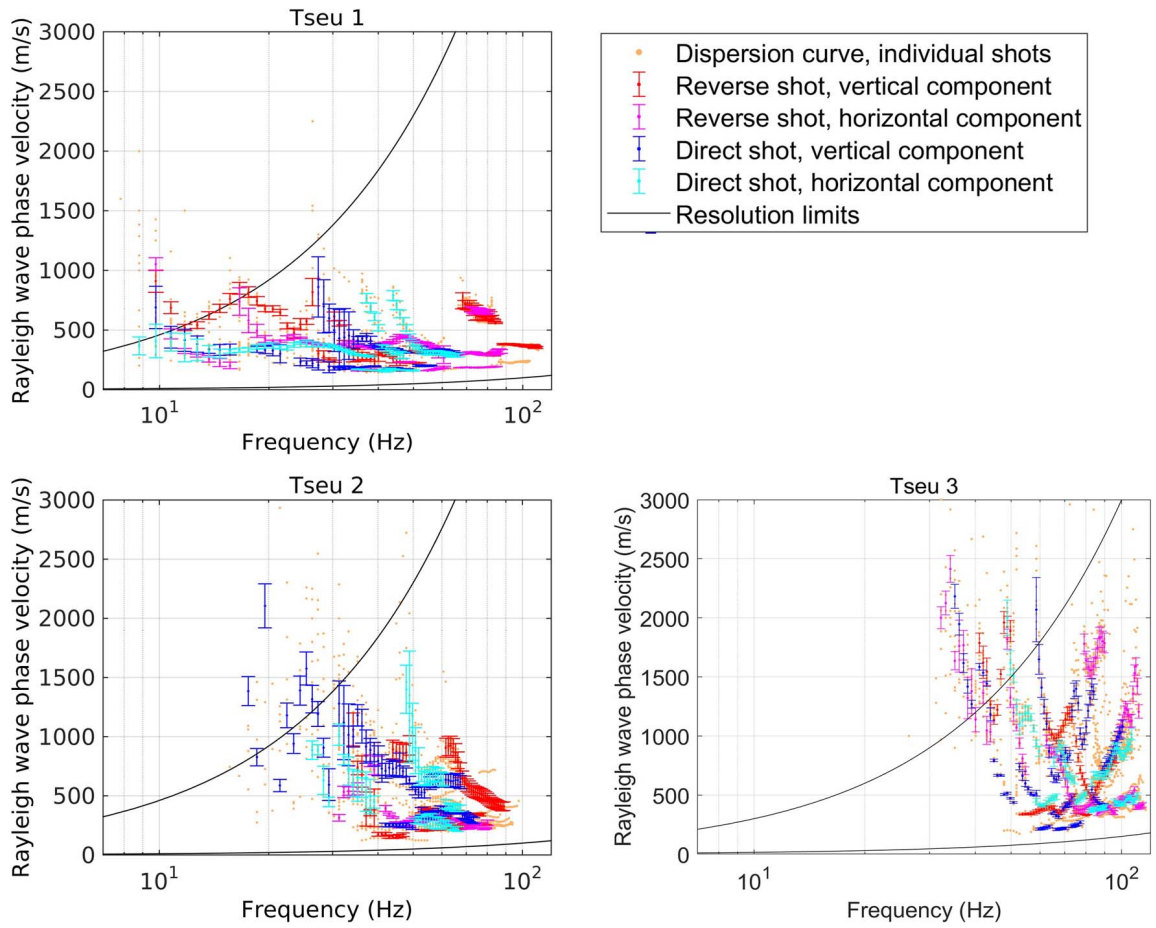 Tseu 1
Rayleigh wave phase velocity (m/s)
3000
2500
2000
1500
1000
500
0
10¹
10²
Frequency (Hz)
Dispersion curve, individual shots
Reverse shot, vertical component
Reverse shot, horizontal component
Direct shot, vertical component
Direct shot, horizontal component
Resolution limits
Tseu 2
Rayleigh wave phase velocity (m/s)
3000
2500
2000
1500
1000
500
0
10¹
10²
Frequency (Hz)
Tseu 3
Rayleigh wave phase velocity (m/s)
3000
2500
2000
1500
1000
500
0
10¹
10²
Frequency (Hz)